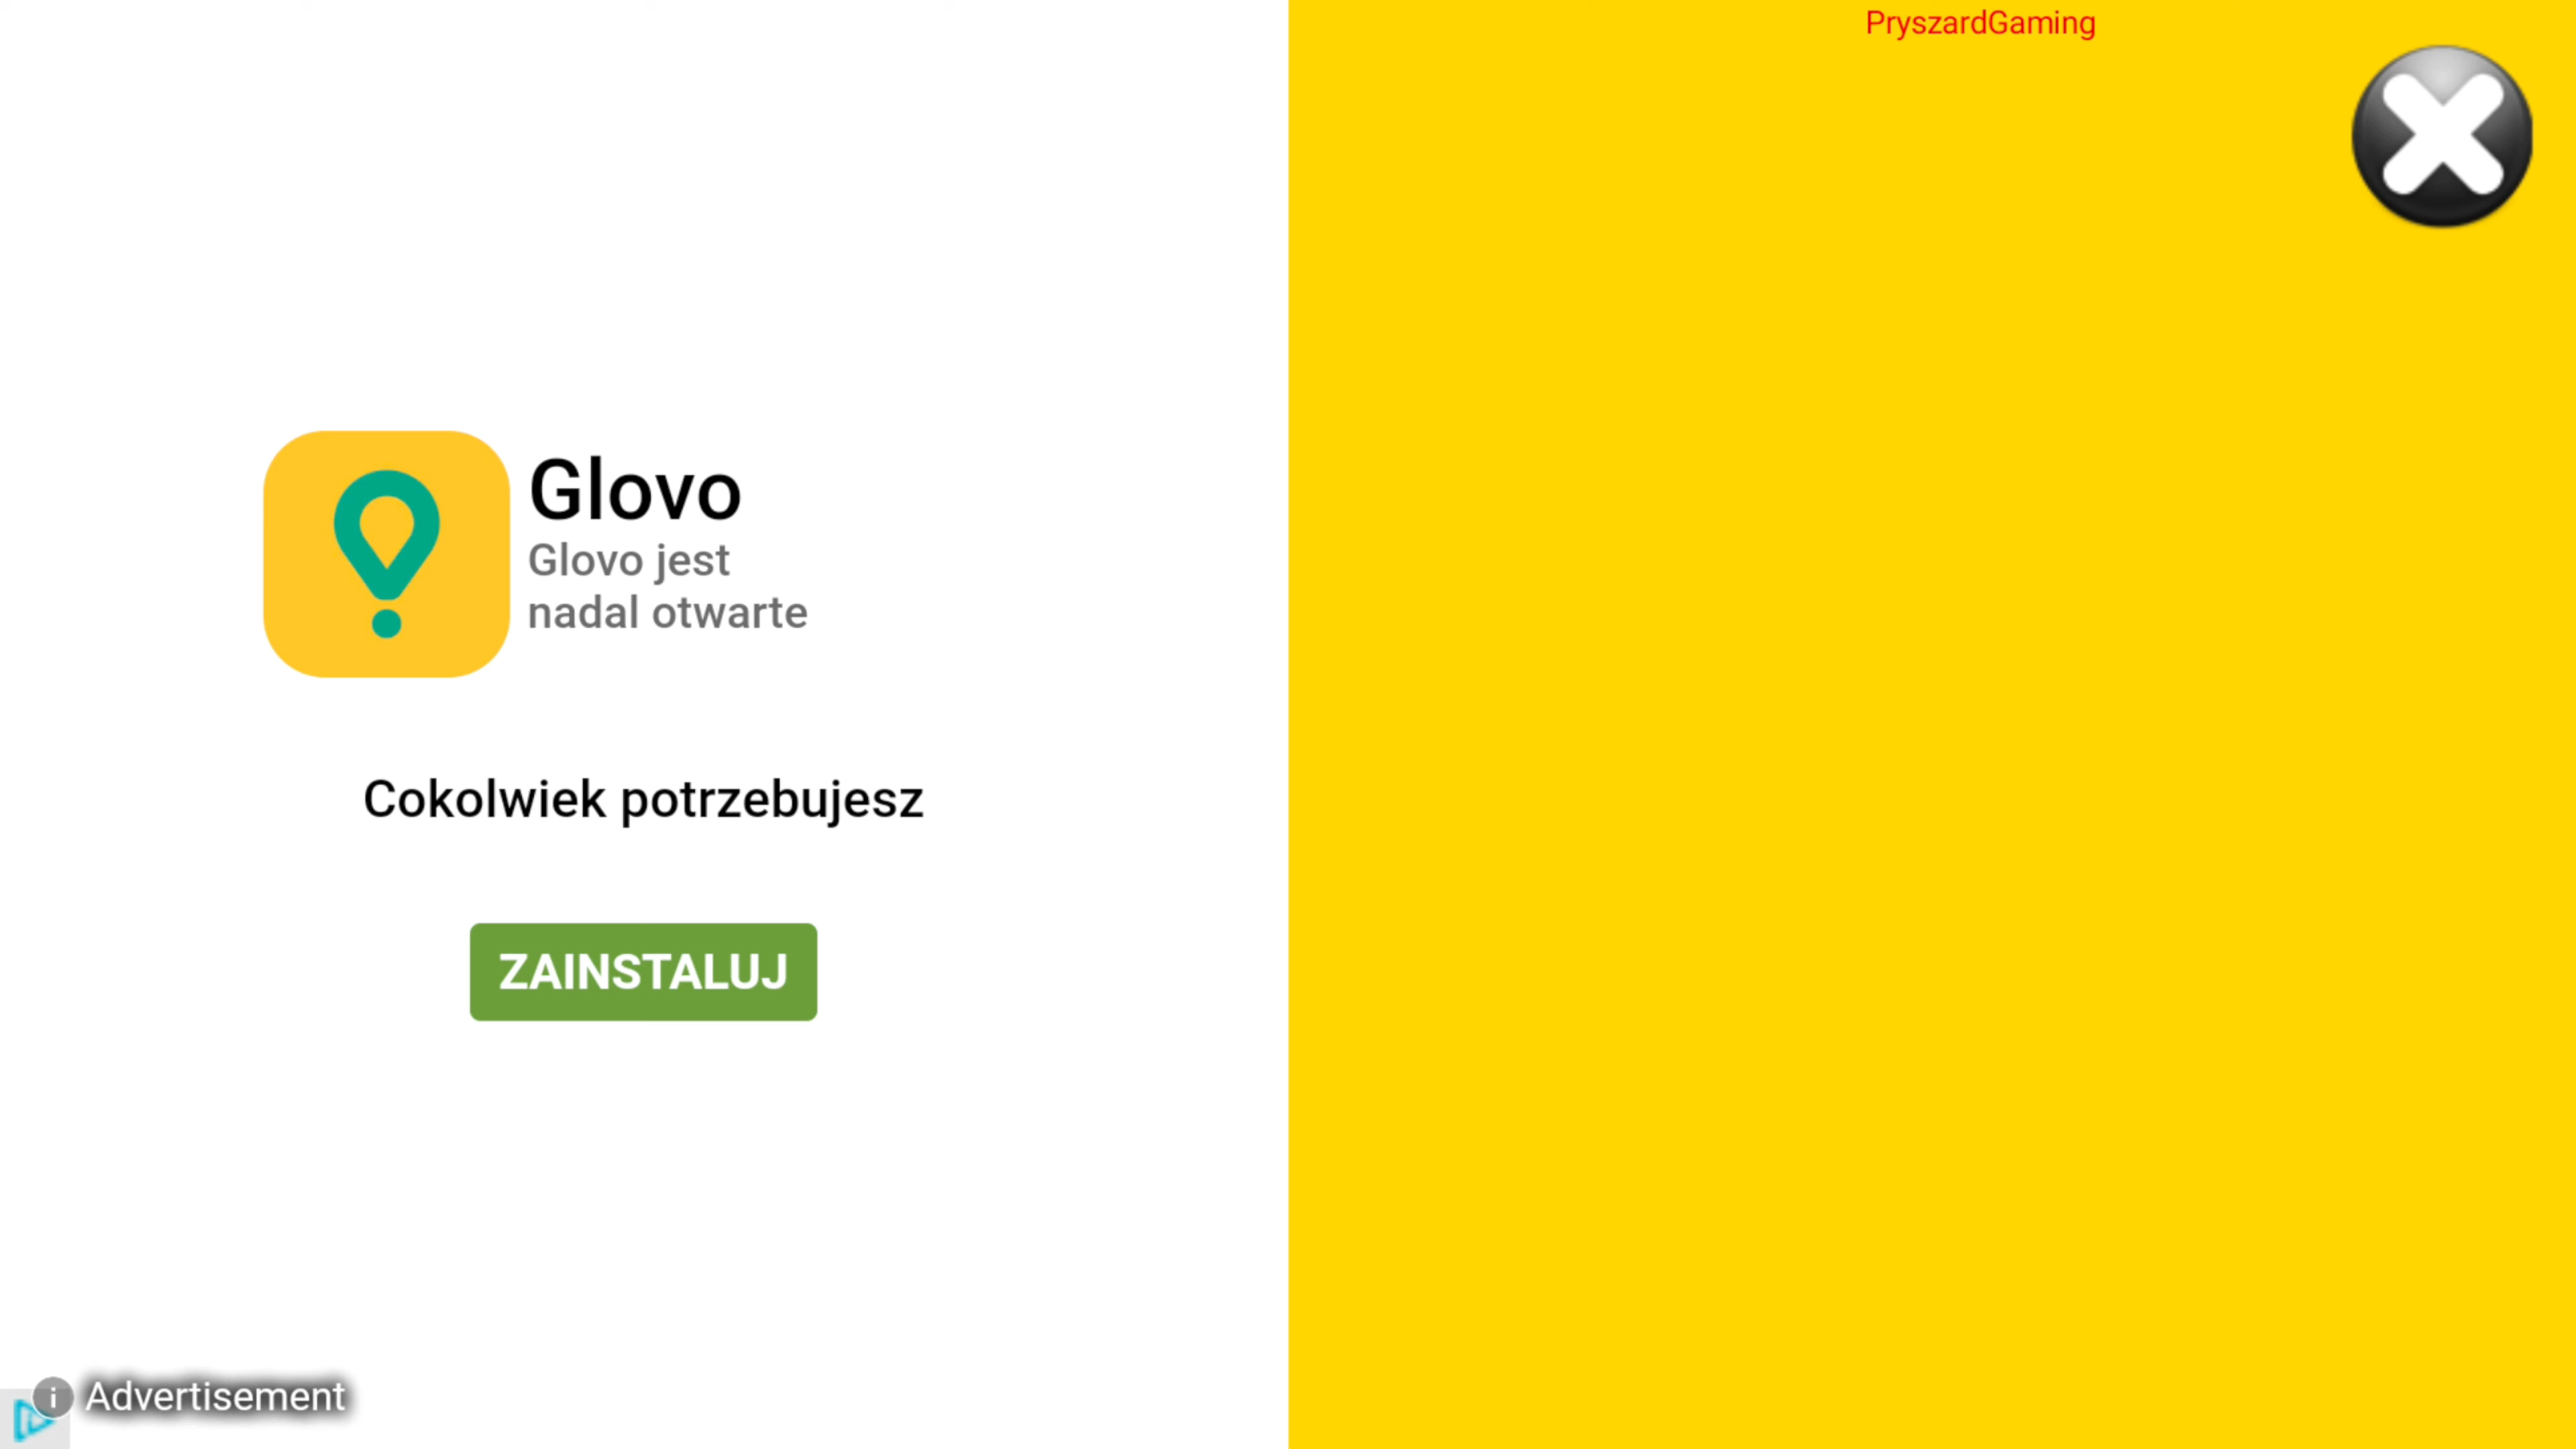 PryszardGaming
Glovo
Glovo jest
nadal otwarte
Cokolwiek potrzebujesz
ZAINSTALUJ
Advertisement